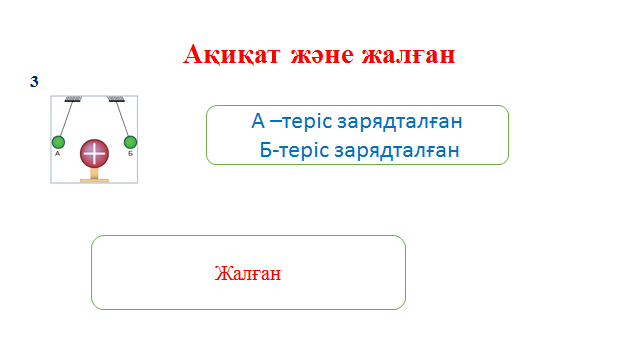 Ақиқат және жалған
3
А
Б
А –теріс зарядталған
Б-теріс зарядталған
Жалған